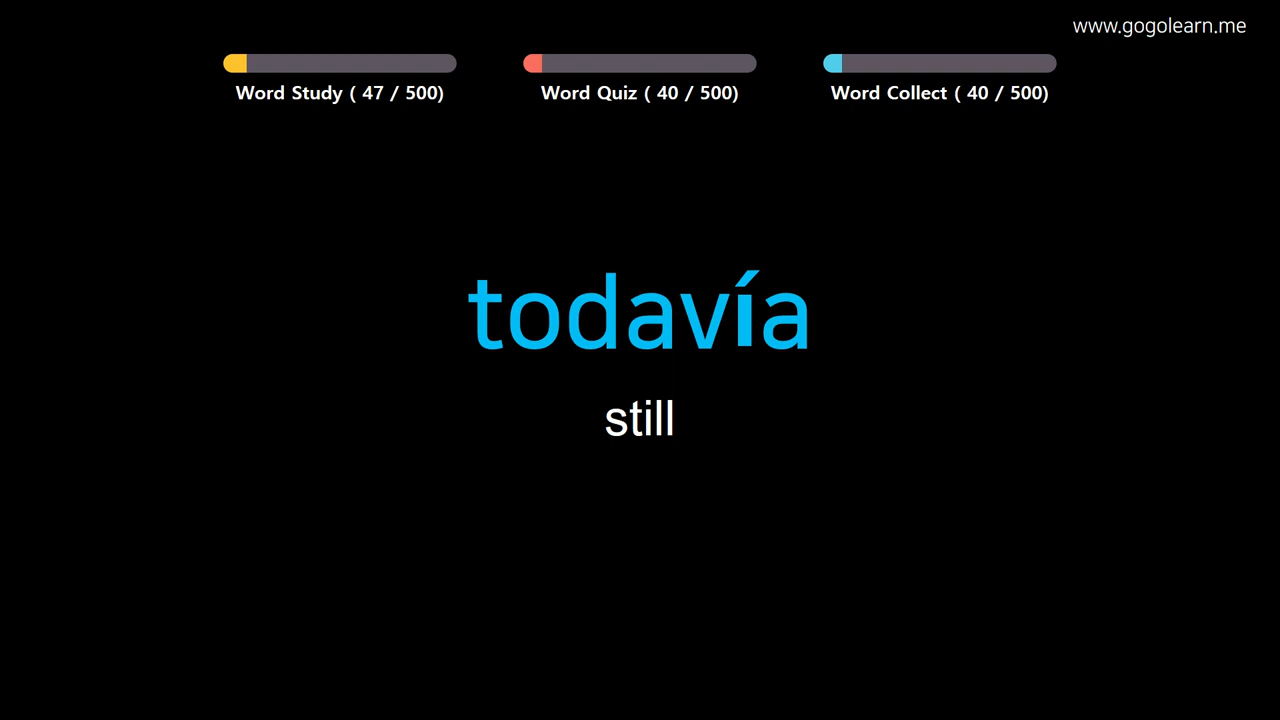 www.gogolearn.me
Word Study ( 47 / 500)
Word Quiz ( 40 / 500)
Word Collect ( 40 / 500)
todavía
still